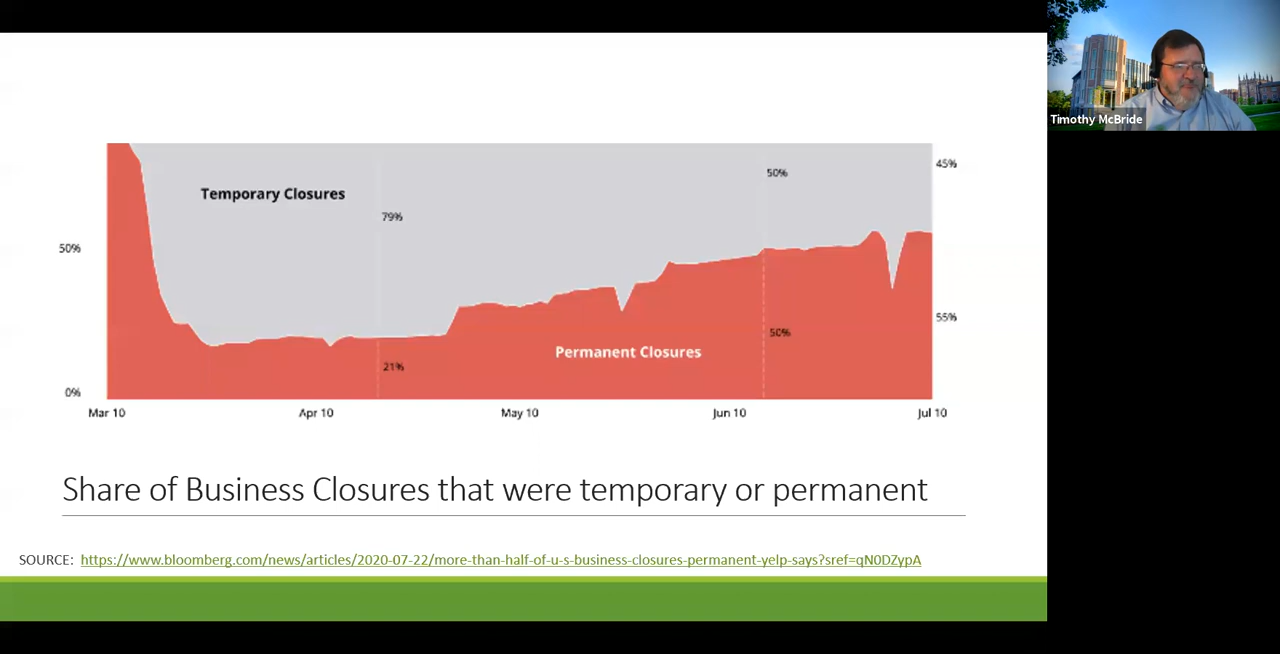 Timothy McBride
45%
50%
Temporary Closures
79%
50%
55%
50%
Permanent Closures
21%
0%
Mar 10 Apr 10 May 10 Jun 10 Jul 10
Share of Business Closures that were temporary or permanent
SOURCE: https://www.bloomberg.com/news/articles/2020-07-22/more-than-half-of-u-s-business-closures-permanent-yelp-says?sref=qN0DZypA